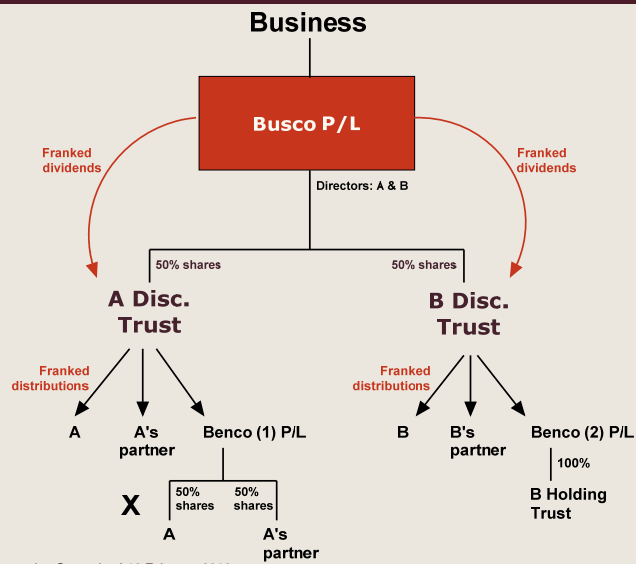 Business
Busco P/L
Franked
dividends
Franked
dividends
Directors: A & B
50% shares
50% shares
A Disc.
Trust
B Disc.
Trust
Franked
distributions
Franked
distributions
A
A's
partner
Benco (1) P/L
B
B's
partner
Benco (2) P/L
100%
B Holding
Trust
X
50%
shares
50%
shares
A
A's
partner